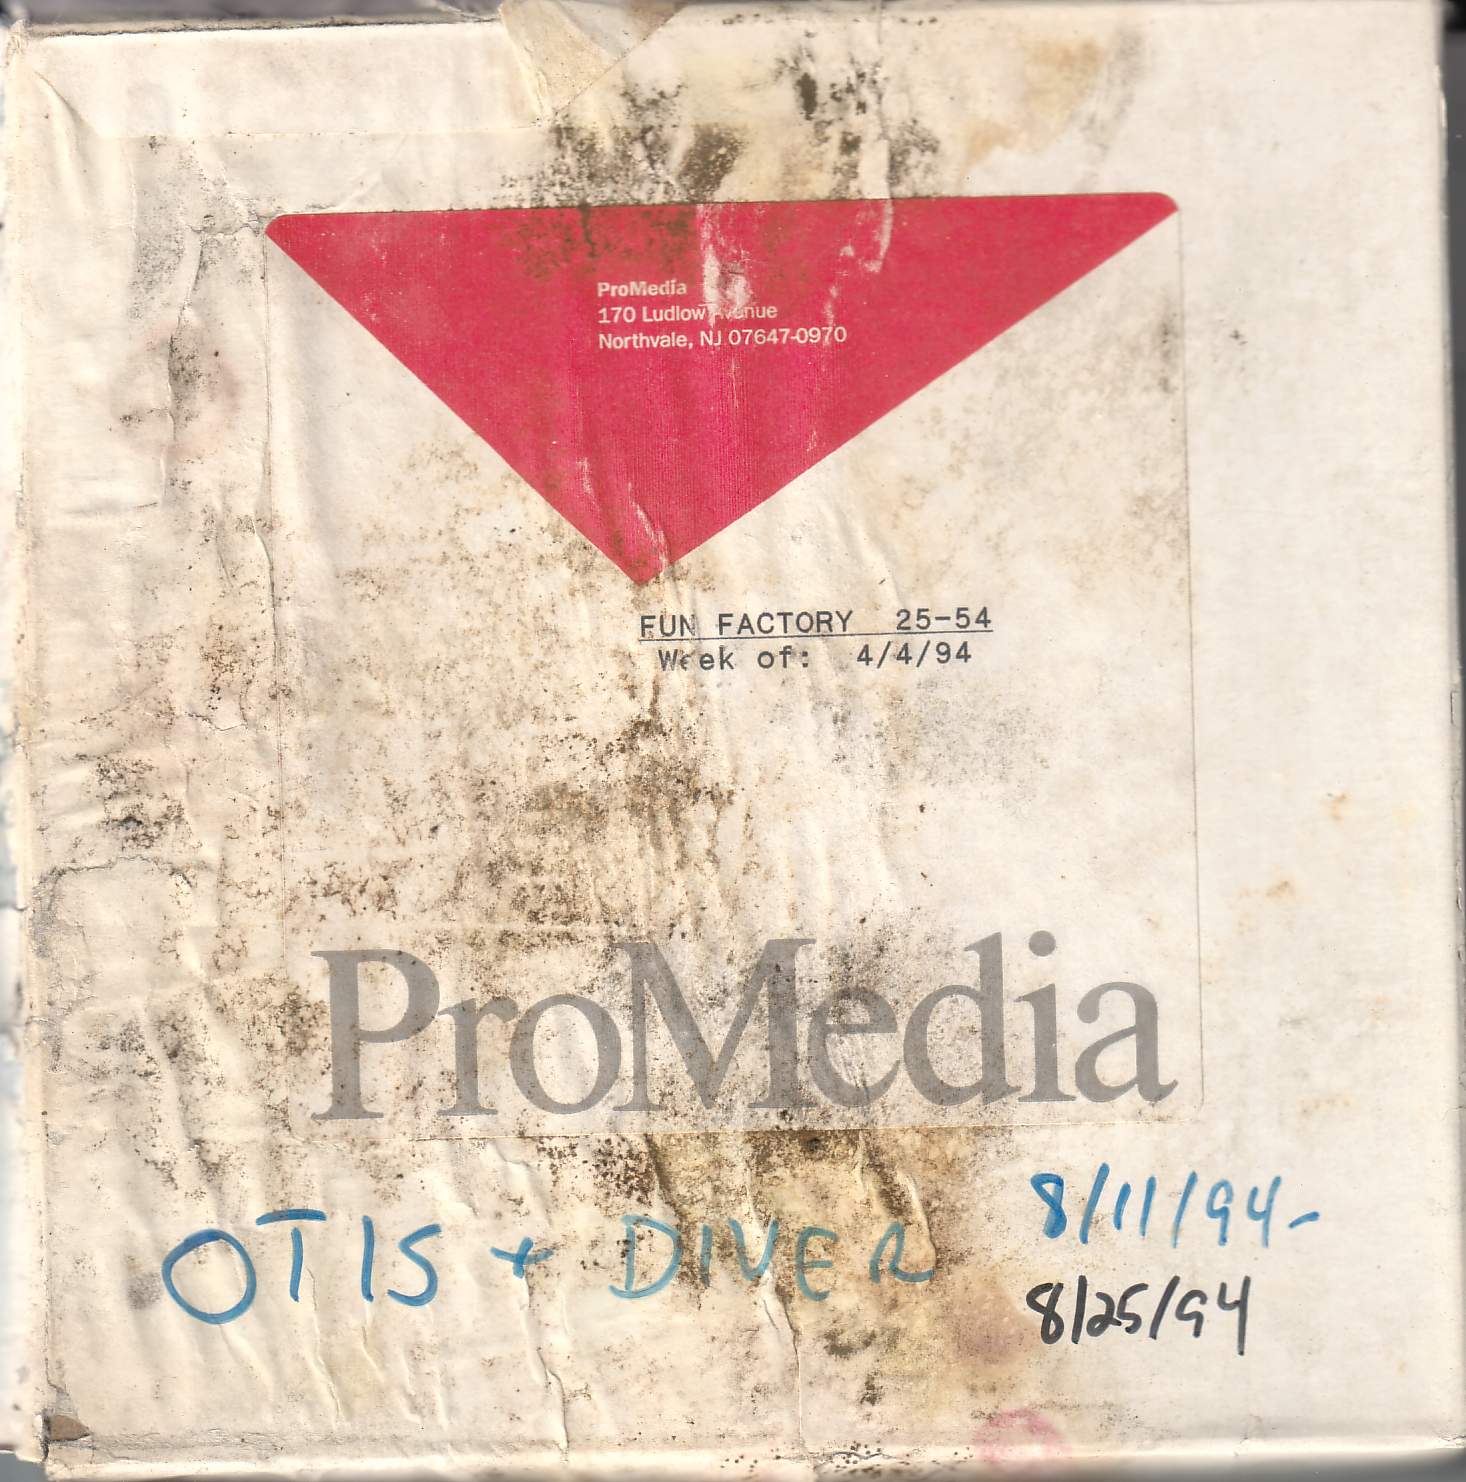 ProMedia
170 Ludlow Avenue
Northvale, NJ 07647-0970
FUN FACTORY 25-54
Week of: 4/4/94
ProMedia
OTIS + DIVER
8/11/94-
8/25/94